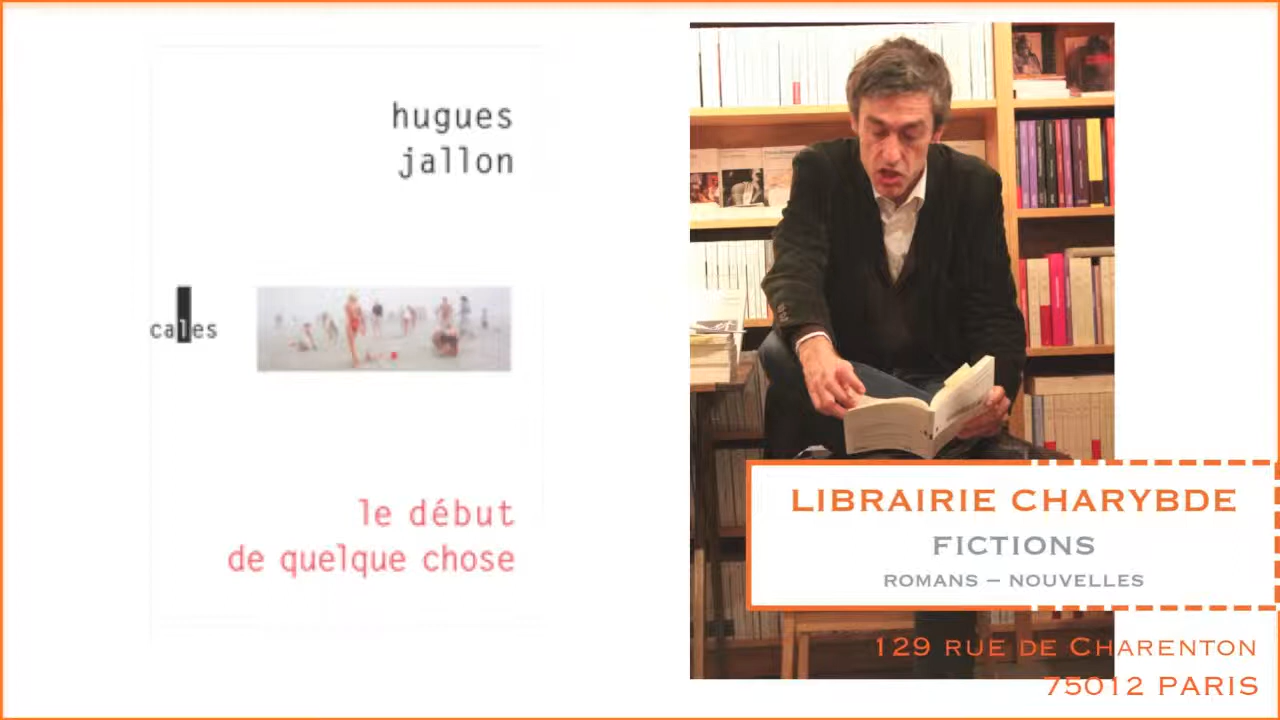 hugues
jallon
cales
le début
de quelque chose
LIBRAIRIE CHARYBDE
FICTIONS
ROMANS – NOUVELLES
129 RUE DE CHARENTON
75012 PARIS